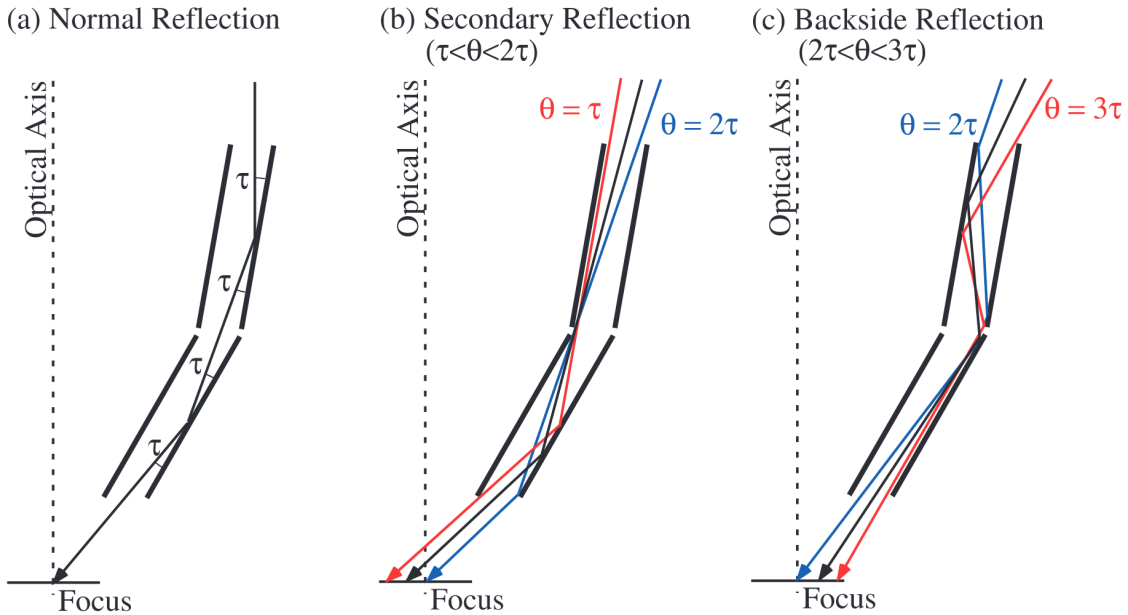 (a) Normal Reflection
Optical Axis
τ
τ
τ
τ
Focus
(b) Secondary Reflection
(τ<θ<2τ)
Optical Axis
θ = τ
θ = 2τ
Focus
(c) Backside Reflection
(2τ<θ<3τ)
Optical Axis
θ = 2τ
θ = 3τ
Focus